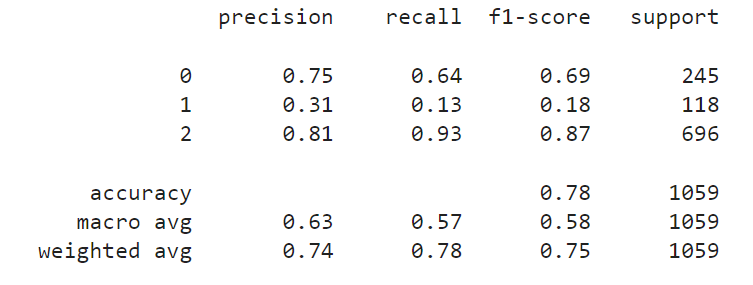 precision recall f1-score support
0 0.75 0.64 0.69 245
1 0.31 0.13 0.18 118
2 0.81 0.93 0.87 696
accuracy 0.78 1059
macro avg 0.63 0.57 0.58 1059
weighted avg 0.74 0.78 0.75 1059